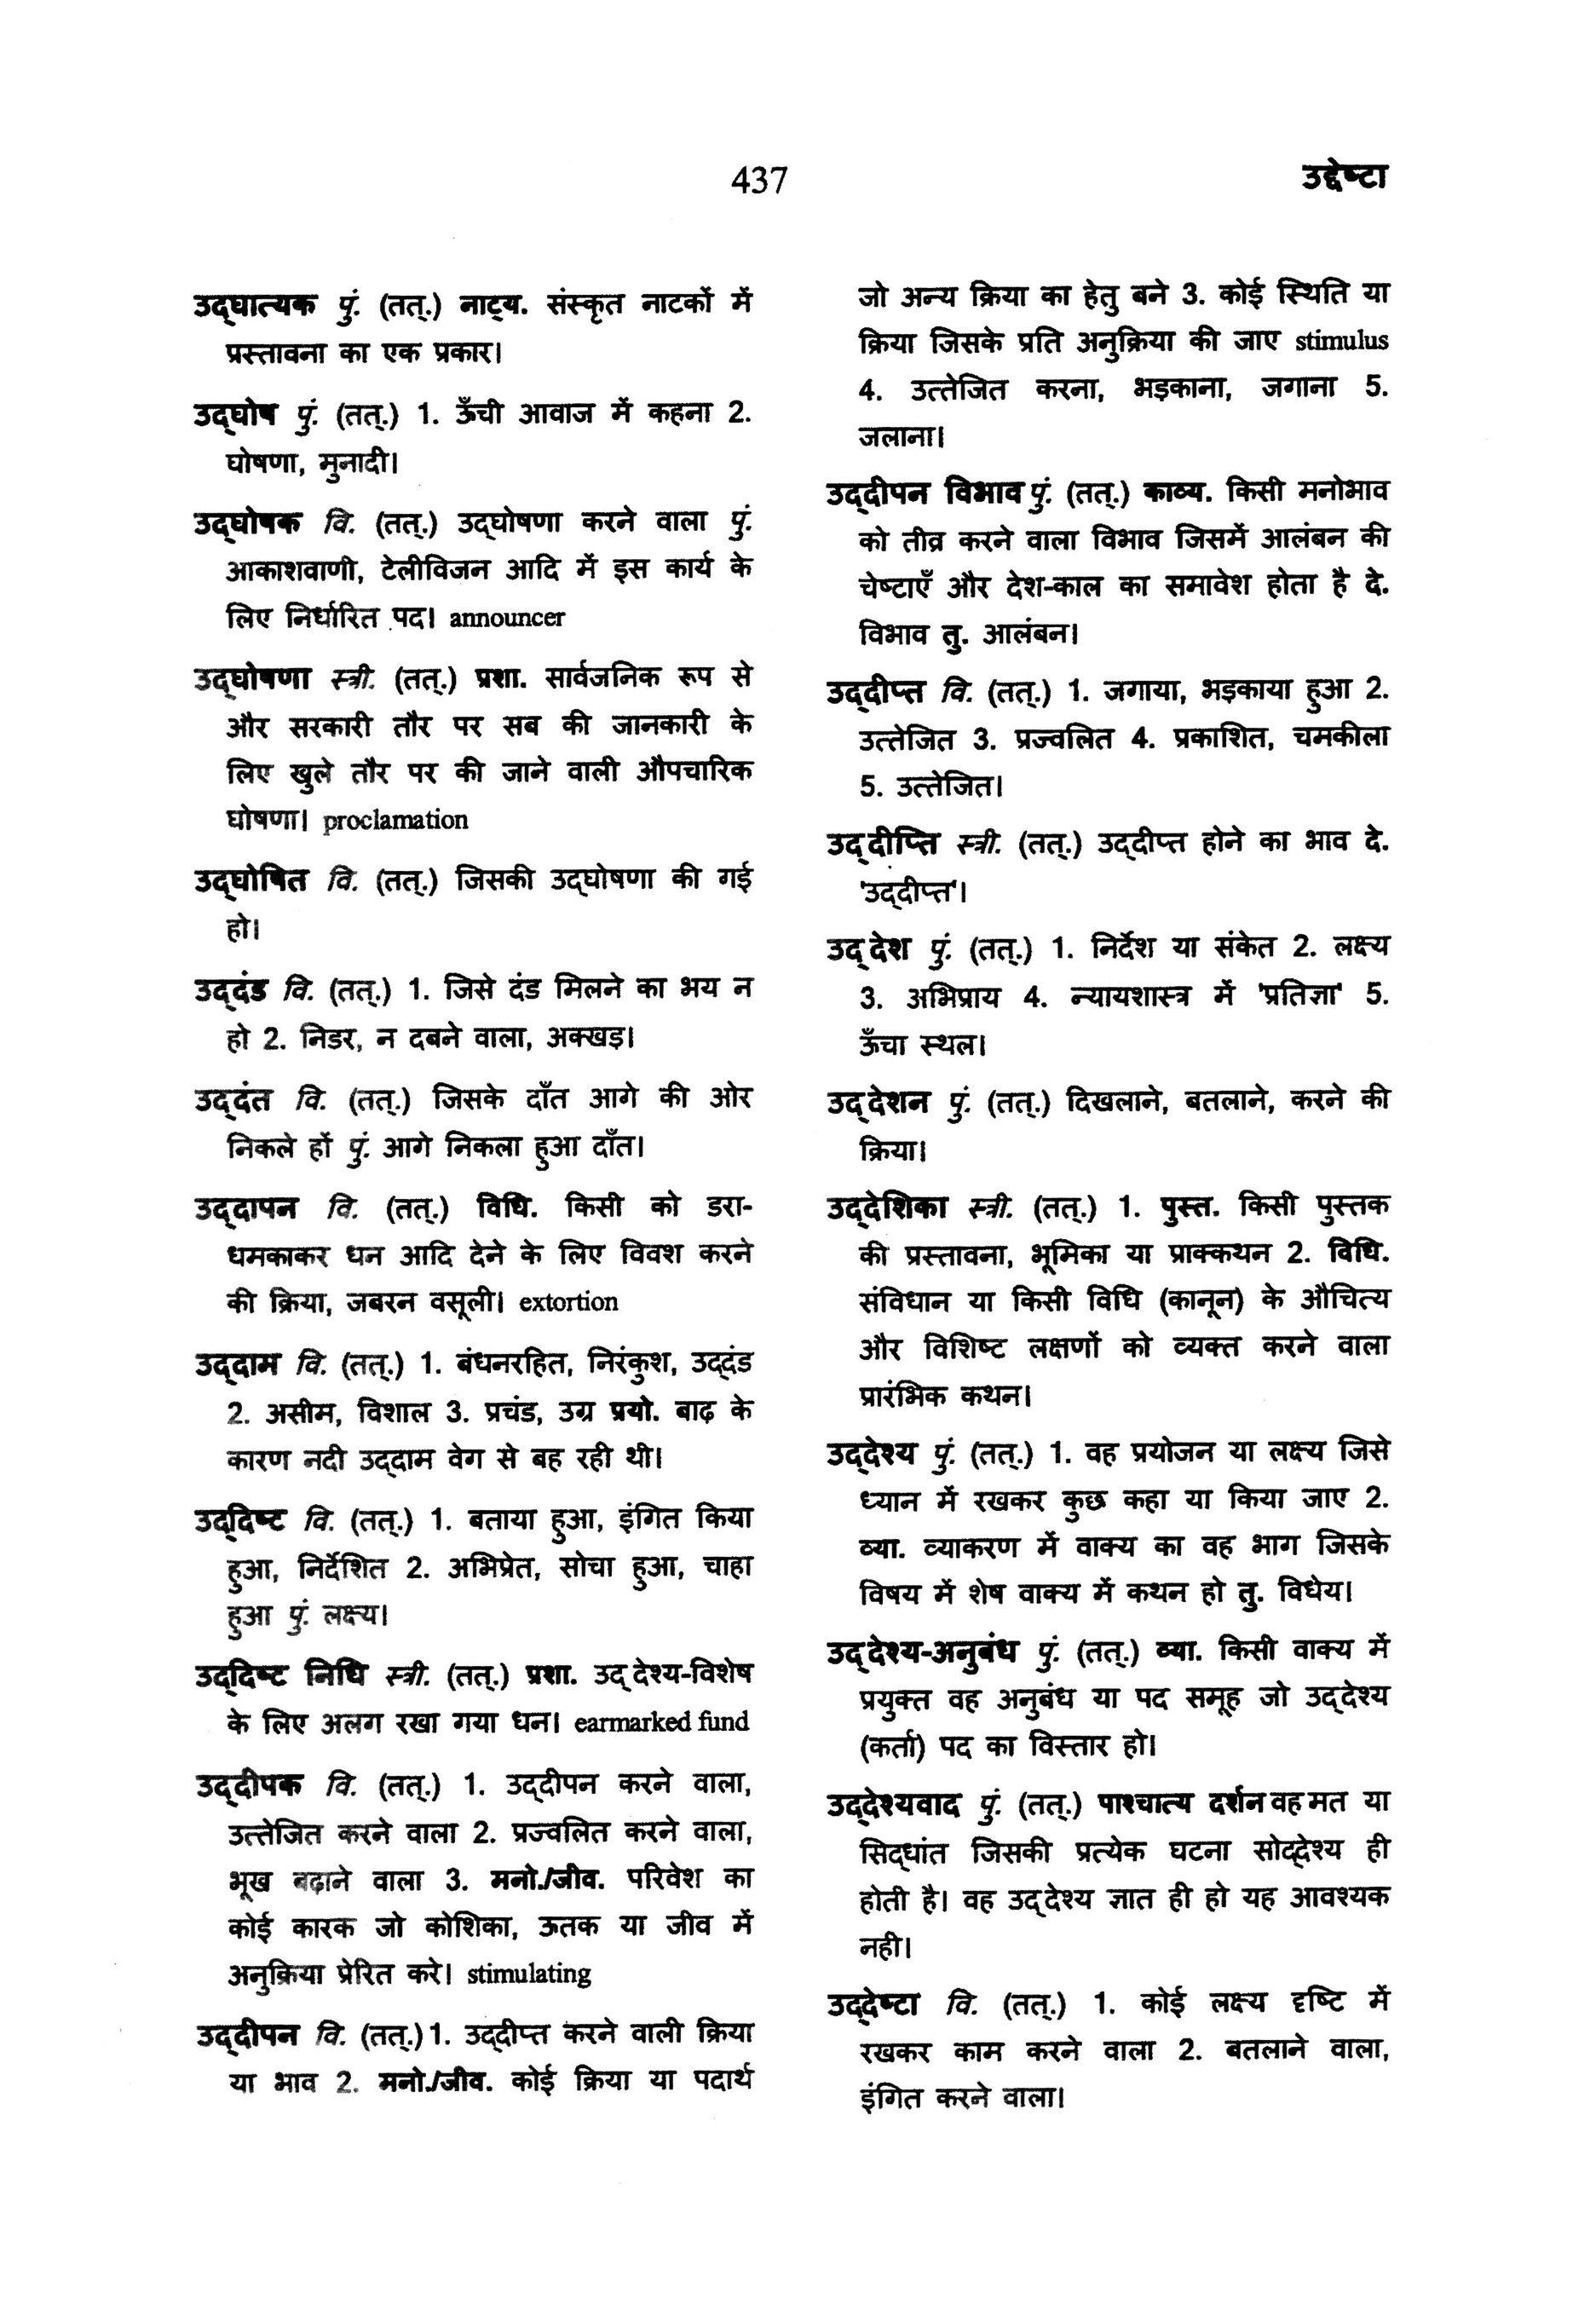 437
उद्देष्टा
उद्‌घात्यक पुं. (तत्.) नाट्य. संस्कृत नाटकों में
प्रस्तावना का एक प्रकार।
उद्‌घोष पुं. (तत्.) 1. ऊँची आवाज में कहना 2.
घोषणा, मुनादी।
उद्‌घोषक वि. (तत्.) उद्‌घोषणा करने वाला पुं.
आकाशवाणी, टेलीविजन आदि में इस कार्य के
लिए निर्धारित पद। announcer
उद्‌घोषणा स्त्री. (तत्.) प्रशा. सार्वजनिक रूप से
और सरकारी तौर पर सब की जानकारी के
लिए खुले तौर पर की जाने वाली औपचारिक
घोषणा। proclamation
उद्‌घोषित वि. (तत्.) जिसकी उद्‌घोषणा की गई
हो।
उद्‌दंड वि. (तत्.) 1. जिसे दंड मिलने का भय न
हो 2. निडर, न दबने वाला, अक्खड़।
उद्‌दंत वि. (तत्.) जिसके दाँत आगे की ओर
निकले हों पुं. आगे निकला हुआ दाँत।
उद्‌दापन वि. (तत्.) विधि. किसी को डरा-
धमकाकर धन आदि देने के लिए विवश करने
की क्रिया, जबरन वसूली। extortion
उद्‌दाम वि. (तत्.) 1. बंधनरहित, निरंकुश, उद्‌दंड
2. असीम, विशाल 3. प्रचंड, उग्र प्रयो. बाढ़ के
कारण नदी उद्‌दाम वेग से बह रही थी।
उद्‌दिष्ट वि. (तत्.) 1. बताया हुआ, इंगित किया
हुआ, निर्देशित 2. अभिप्रेत, सोचा हुआ, चाहा
हुआ पुं. लक्ष्य।
उद्‌दिष्ट निधि स्त्री. (तत्.) प्रशा. उद्‌देश्य-विशेष
के लिए अलग रखा गया धन। earmarked fund
उद्‌दीपक वि. (तत्.) 1. उद्‌दीपन करने वाला,
उत्तेजित करने वाला 2. प्रज्वलित करने वाला,
भूख बढ़ाने वाला 3. मनो./जीव. परिवेश का
कोई कारक जो कोशिका, ऊतक या जीव में
अनुक्रिया प्रेरित करे। stimulating
उद्‌दीपन वि. (तत्.) 1. उद्‌दीप्त करने वाली क्रिया
या भाव 2. मनो./जीव. कोई क्रिया या पदार्थ
जो अन्य क्रिया का हेतु बने 3. कोई स्थिति या
क्रिया जिसके प्रति अनुक्रिया की जाए stimulus
4. उत्तेजित करना, भड़काना, जगाना 5.
जलाना।
उद्‌दीपन विभाव पुं. (तत्.) काव्य. किसी मनोभाव
को तीव्र करने वाला विभाव जिसमें आलंबन की
चेष्टाएँ और देश-काल का समावेश होता है दे.
विभाव तु. आलंबन।
उद्‌दीप्त वि. (तत्.) 1. जगाया, भड़काया हुआ 2.
उत्तेजित 3. प्रज्वलित 4. प्रकाशित, चमकीला
5. उत्तेजित।
उद्‌दीप्ति स्त्री. (तत्.) उद्‌दीप्त होने का भाव दे.
'उद्‌दीप्त'।
उद्‌देश पुं. (तत्.) 1. निर्देश या संकेत 2. लक्ष्य
3. अभिप्राय 4. न्यायशास्त्र में 'प्रतिज्ञा' 5.
ऊँचा स्थल।
उद्‌देशन पुं. (तत्.) दिखलाने, बतलाने, करने की
क्रिया।
उद्‌देशिका स्त्री. (तत्.) 1. पुस्त. किसी पुस्तक
की प्रस्तावना, भूमिका या प्राक्कथन 2. विधि.
संविधान या किसी विधि (कानून) के औचित्य
और विशिष्ट लक्षणों को व्यक्त करने वाला
प्रारंभिक कथन।
उद्‌देश्य पुं. (तत्.) 1. वह प्रयोजन या लक्ष्य जिसे
ध्यान में रखकर कुछ कहा या किया जाए 2.
व्या. व्याकरण में वाक्य का वह भाग जिसके
विषय में शेष वाक्य में कथन हो तु. विधेय।
उद्‌देश्य-अनुबंध पुं. (तत्.) व्या. किसी वाक्य में
प्रयुक्त वह अनुबंध या पद समूह जो उद्‌देश्य
(कर्ता) पद का विस्तार हो।
उद्‌देश्यवाद पुं. (तत्.) पाश्चात्य दर्शन वह मत या
सिद्‌धांत जिसकी प्रत्येक घटना सोद्‌देश्य ही
होती है। वह उद्‌देश्य ज्ञात ही हो यह आवश्यक
नही।
उद्‌देष्टा वि. (तत्.) 1. कोई लक्ष्य दृष्टि में
रखकर काम करने वाला 2. बतलाने वाला,
इंगित करने वाला।